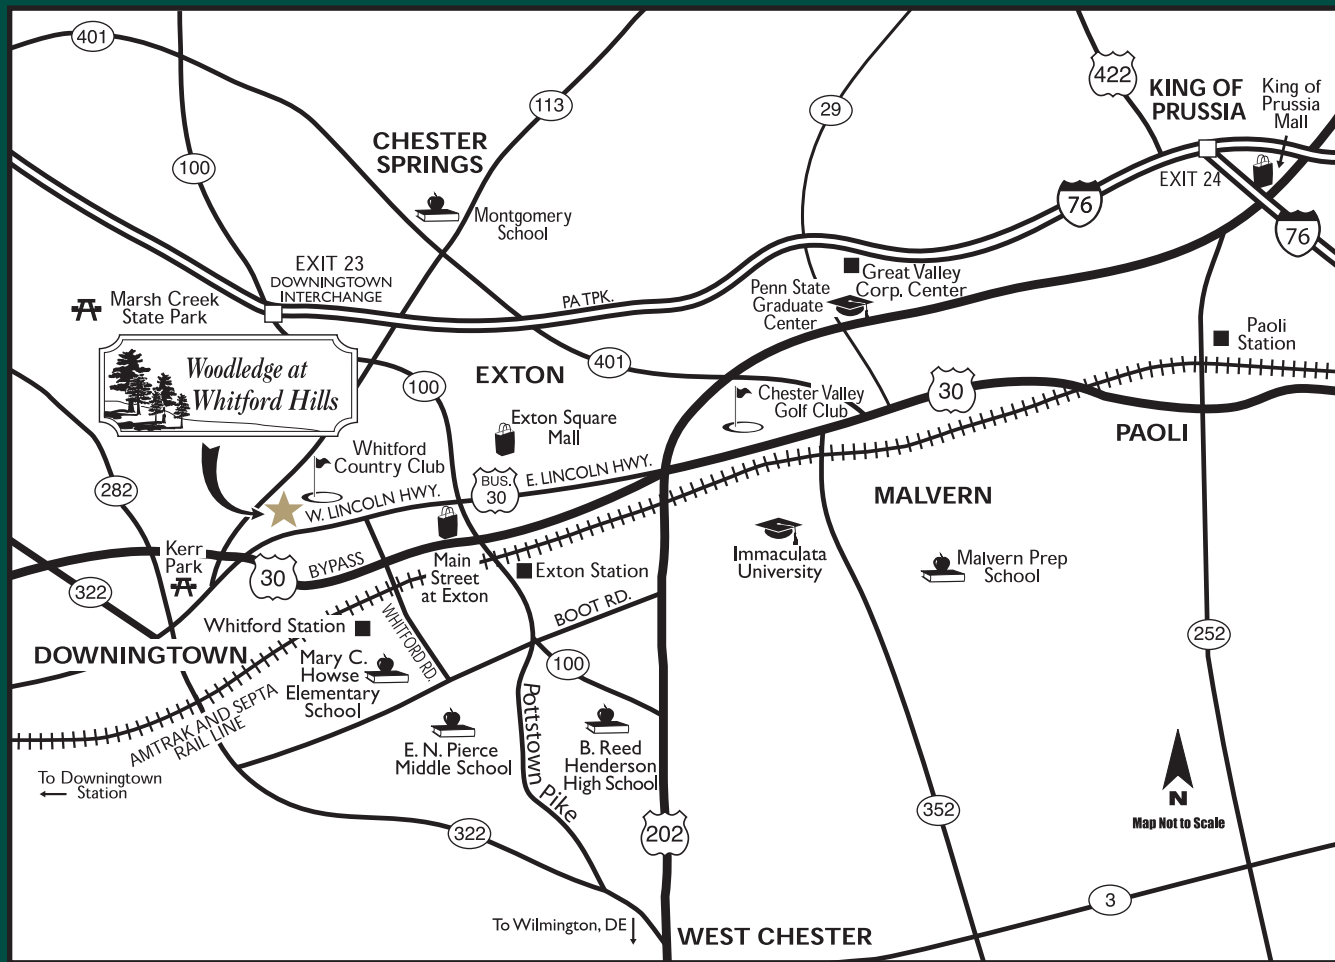 401
422
KING OF
PRUSSIA
King of
Prussia
Mall
113
29
CHESTER
SPRINGS
100
EXIT 24
76
Montgomery
School
76
EXIT 23
DOWNINGTOWN
INTERCHANGE
PA TPK.
Great Valley
Corp. Center
Penn State
Graduate
Center
Marsh Creek
State Park
Paoli
Station
Woodledge at
Whitford Hills
401
EXTON
100
30
Chester Valley
Golf Club
Exton Square
Mall
PAOLI
Whitford
Country Club
E. LINCOLN HWY.
BUS.
30
282
W. LINCOLN HWY.
MALVERN
Kerr
Park
BYPASS
30
Main
Street
at Exton
Exton Station
Immaculata
University
Malvern Prep
School
322
BOOT RD.
WHITFORD RD.
Whitford Station
252
DOWNINGTOWN
Mary C.
Howse
Elementary
School
100
Pottstown Pike
AMTRAK AND SEPTA
RAIL LINE
E. N. Pierce
Middle School
B. Reed
Henderson
High School
To Downingtown
Station
N
Map Not to Scale
352
322
202
3
To Wilmington, DE
WEST CHESTER